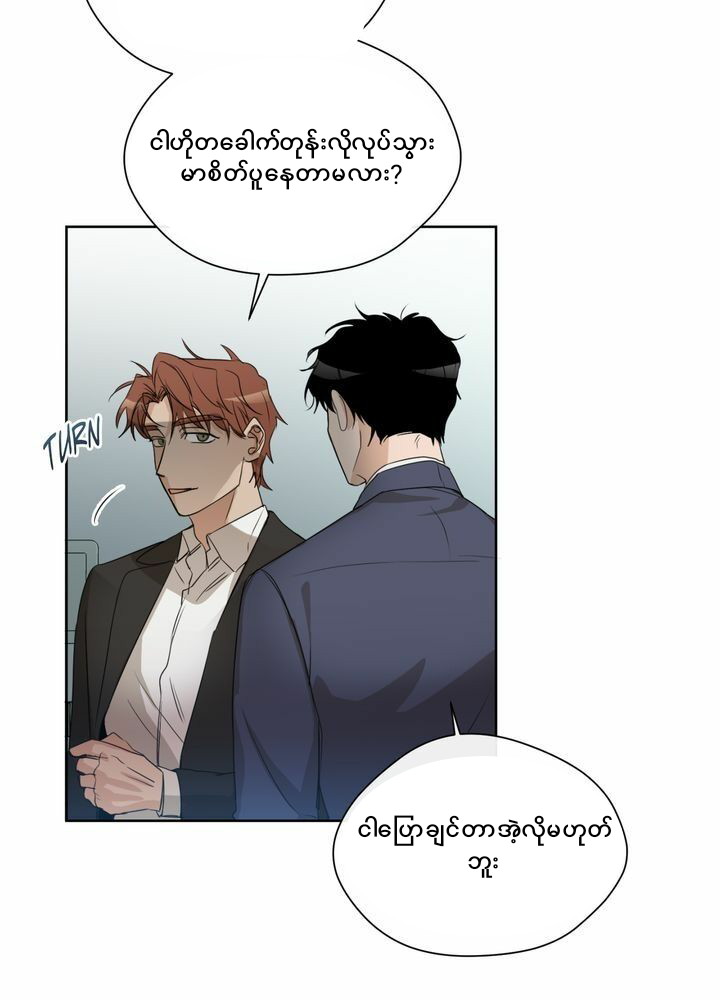 ငါဟိုတခေါက်တုန်းလိုလုပ်သွား
မာစိတ်ပူနေတာမလား?
TURN
ငါပြောချင်တာအဲ့လိုမဟုတ်
ဘူး